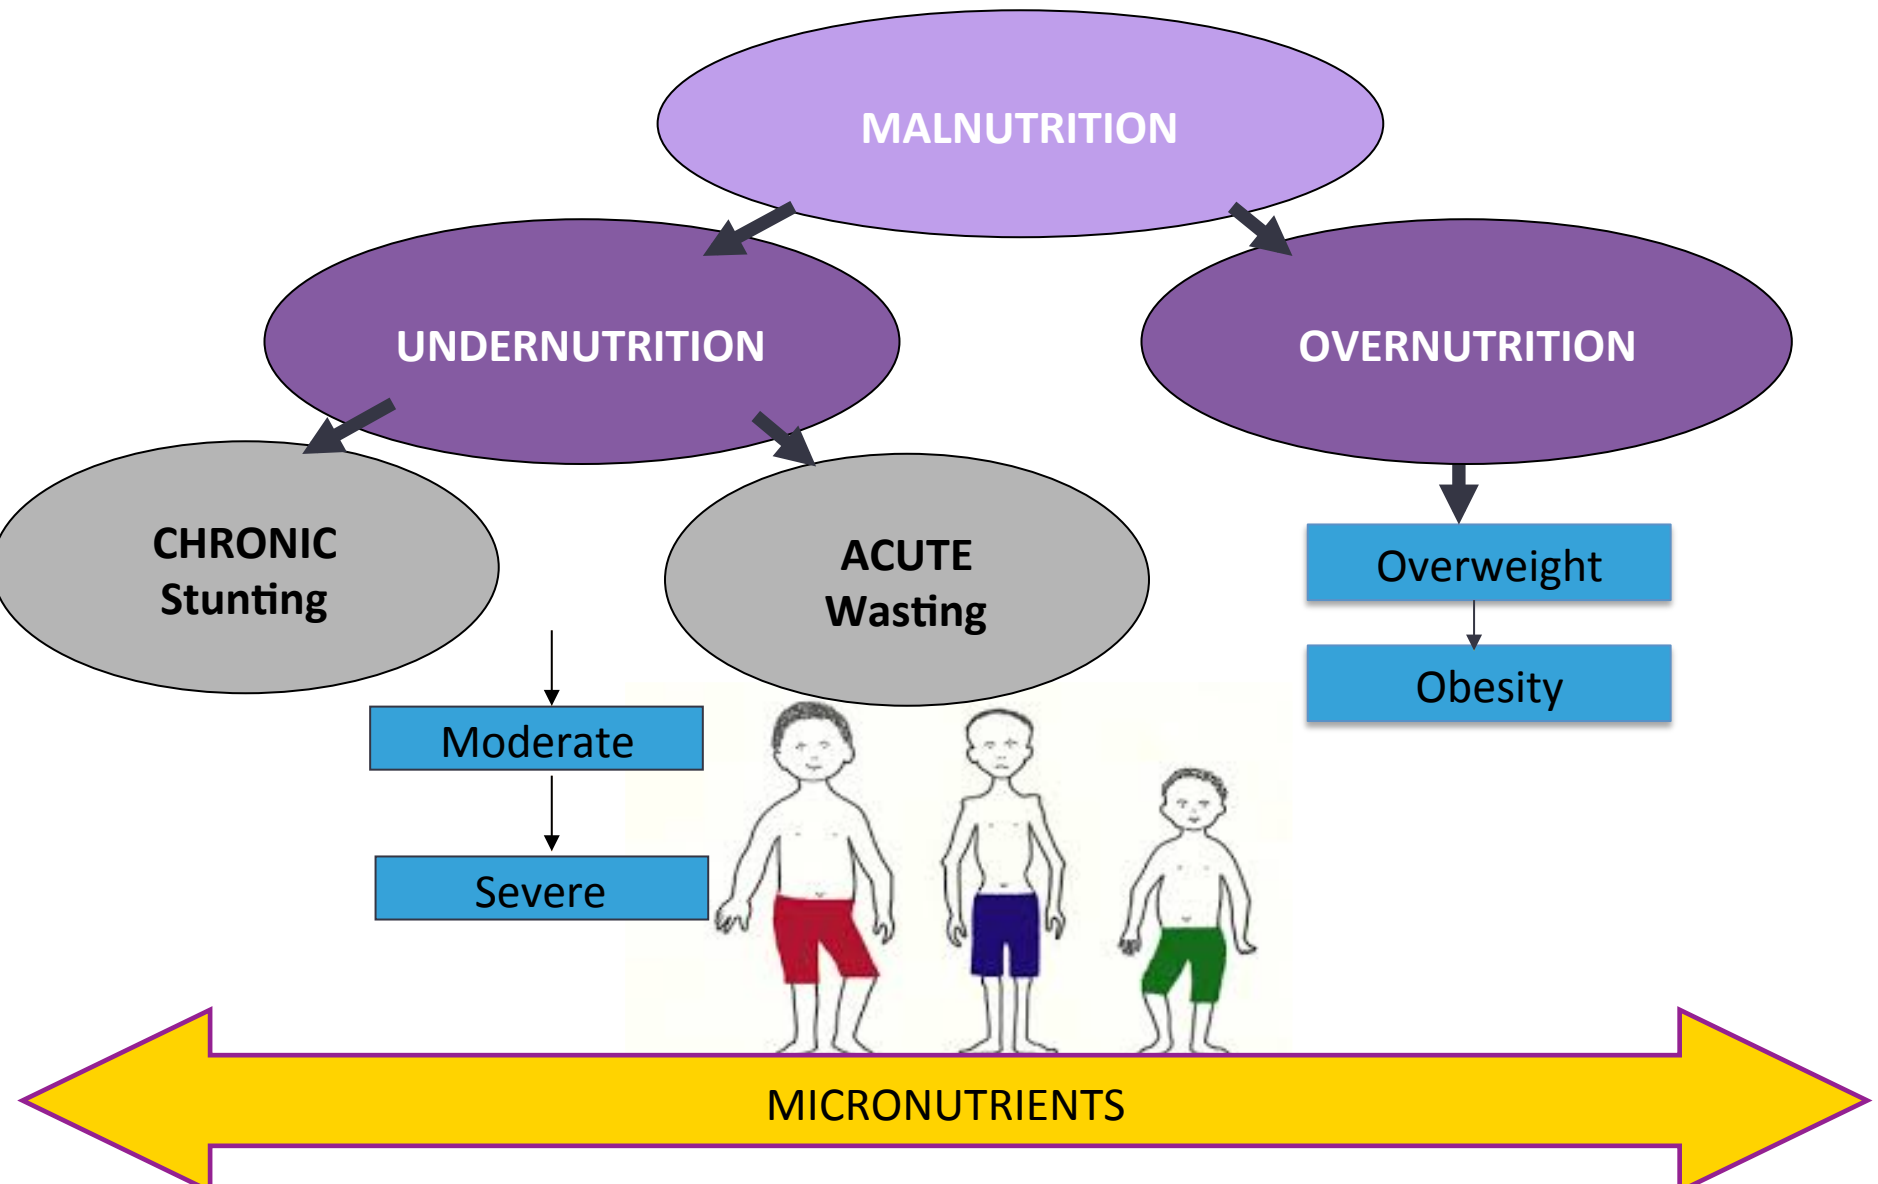 MALNUTRITION
UNDERNUTRITION
OVERNUTRITION
CHRONIC
Stunting
ACUTE
Wasting
Overweight
Obesity
Moderate
Severe
MICRONUTRIENTS